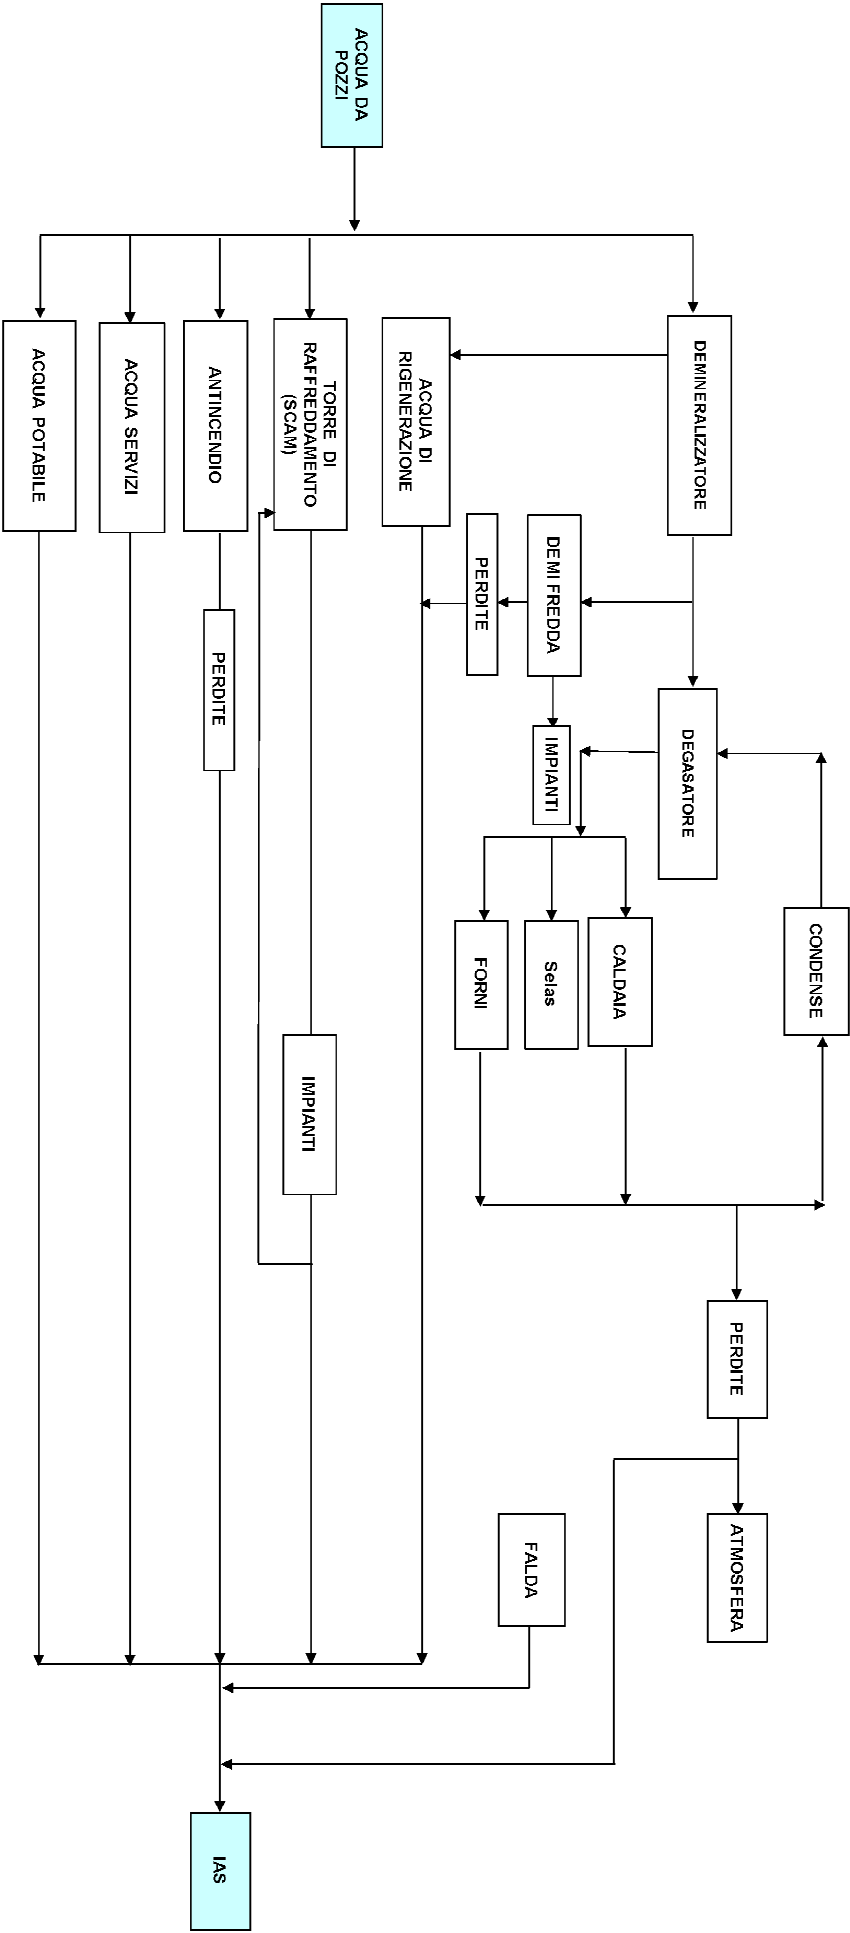 ACQUA DA
POZZI
DEMINERALIZZATORE
ACQUA DI
RIGENERAZIONE
TORRE DI
RAFFREDDAMENTO
(SCAM)
ANTINCENDIO
ACQUA SERVIZI
ACQUA POTABILE
DEMI FREDDA
PERDITE
PERDITE
DEGASATORE
IMPIANTI
CONDENSE
CALDAIA
Selas
FORNI
IMPIANTI
PERDITE
ATMOSFERA
FALDA
IAS